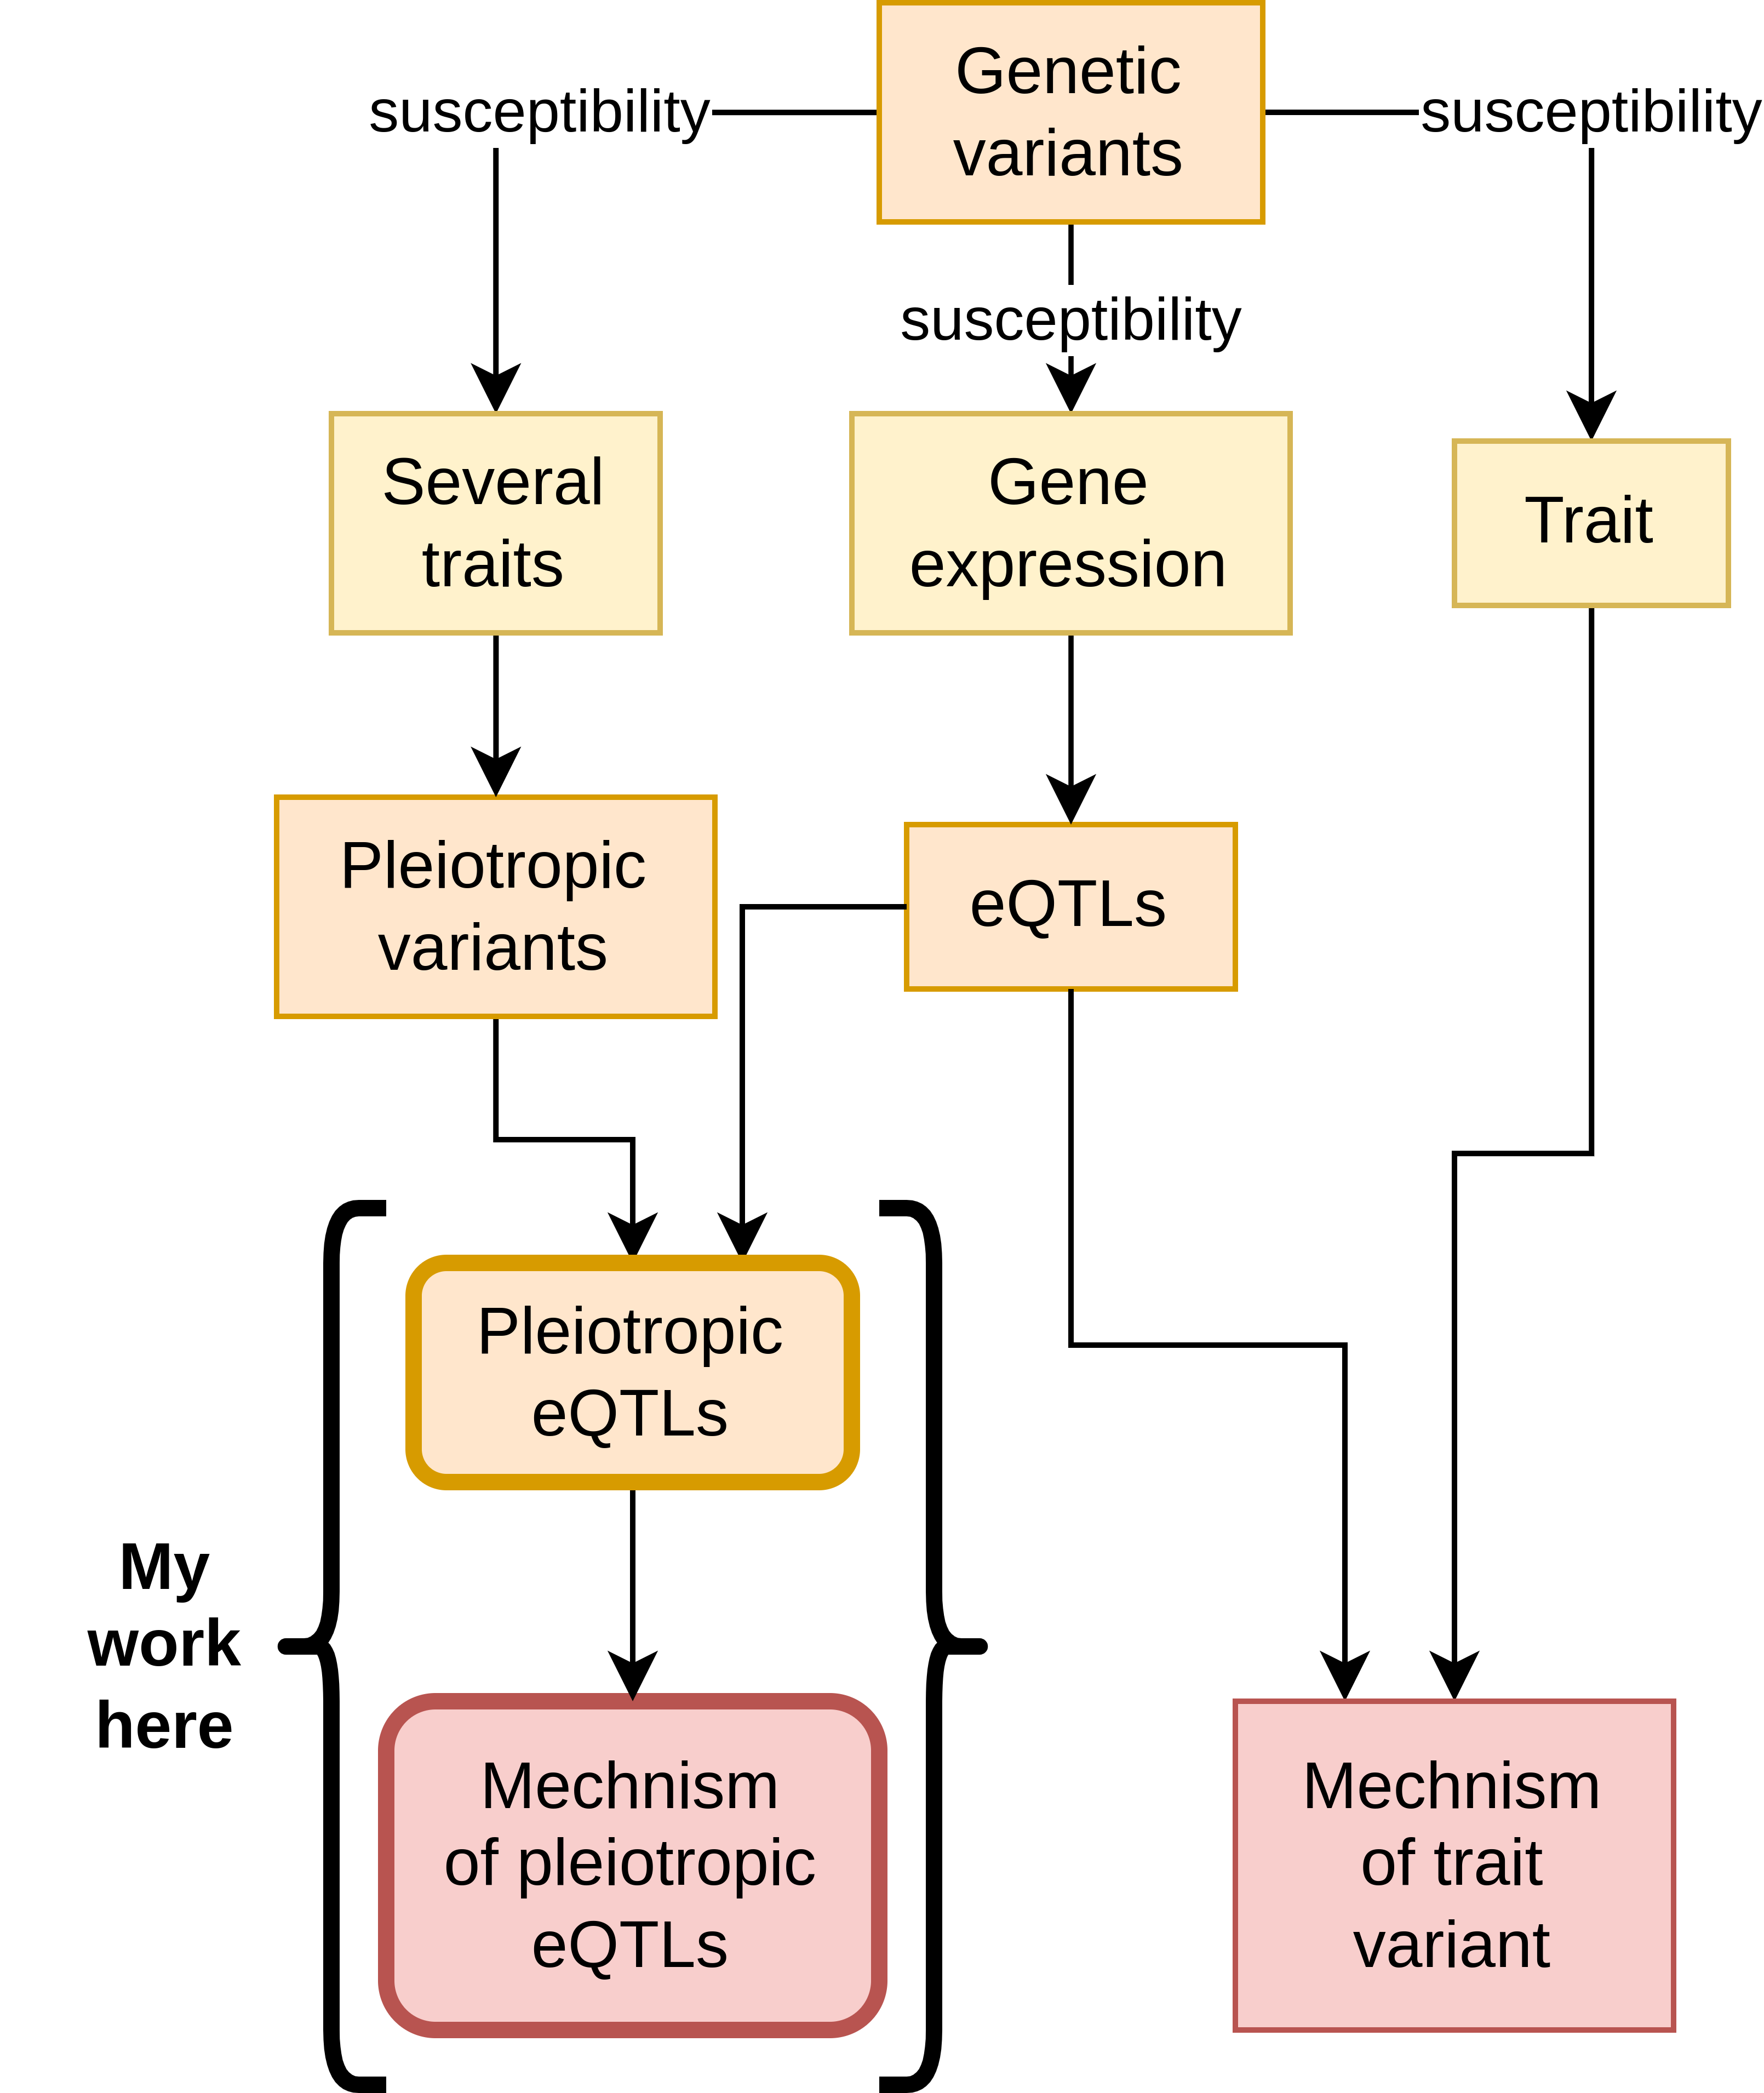 Genetic
variants
susceptibility
susceptibility
susceptibility
Several
traits
Gene
expression
Trait
Pleiotropic
variants
eQTLs
Pleiotropic
eQTLs
My
work
here
Mechnism
of pleiotropic
eQTLs
Mechnism
of trait
variant